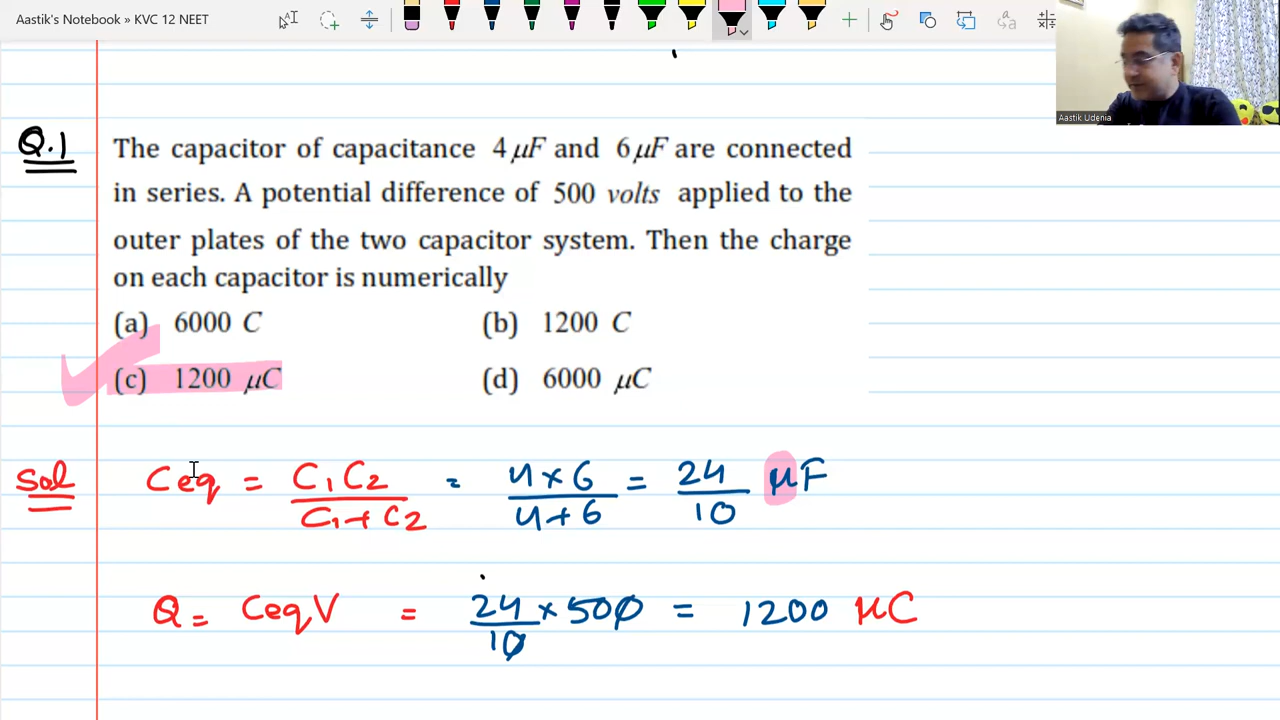 Aastik's Notebook » KVC 12 NEET
Aastik Udenia
Q.1
The capacitor of capacitance 4 μF and 6 μF are connected
in series. A potential difference of 500 volts applied to the
outer plates of the two capacitor system. Then the charge
on each capacitor is numerically
(a) 6000 C (b) 1200 C
(c) 1200 μC (d) 6000 μC
Sol Ceq = C1C2 / C1+C2 = 4×6 / 4+6 = 24/10 μF
Q = CeqV = 24/10 × 500 = 1200 μC